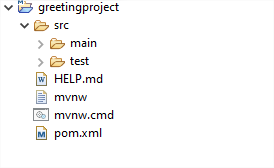 greetingproject
src
main
test
HELP.md
mvnw
mvnw.cmd
pom.xml